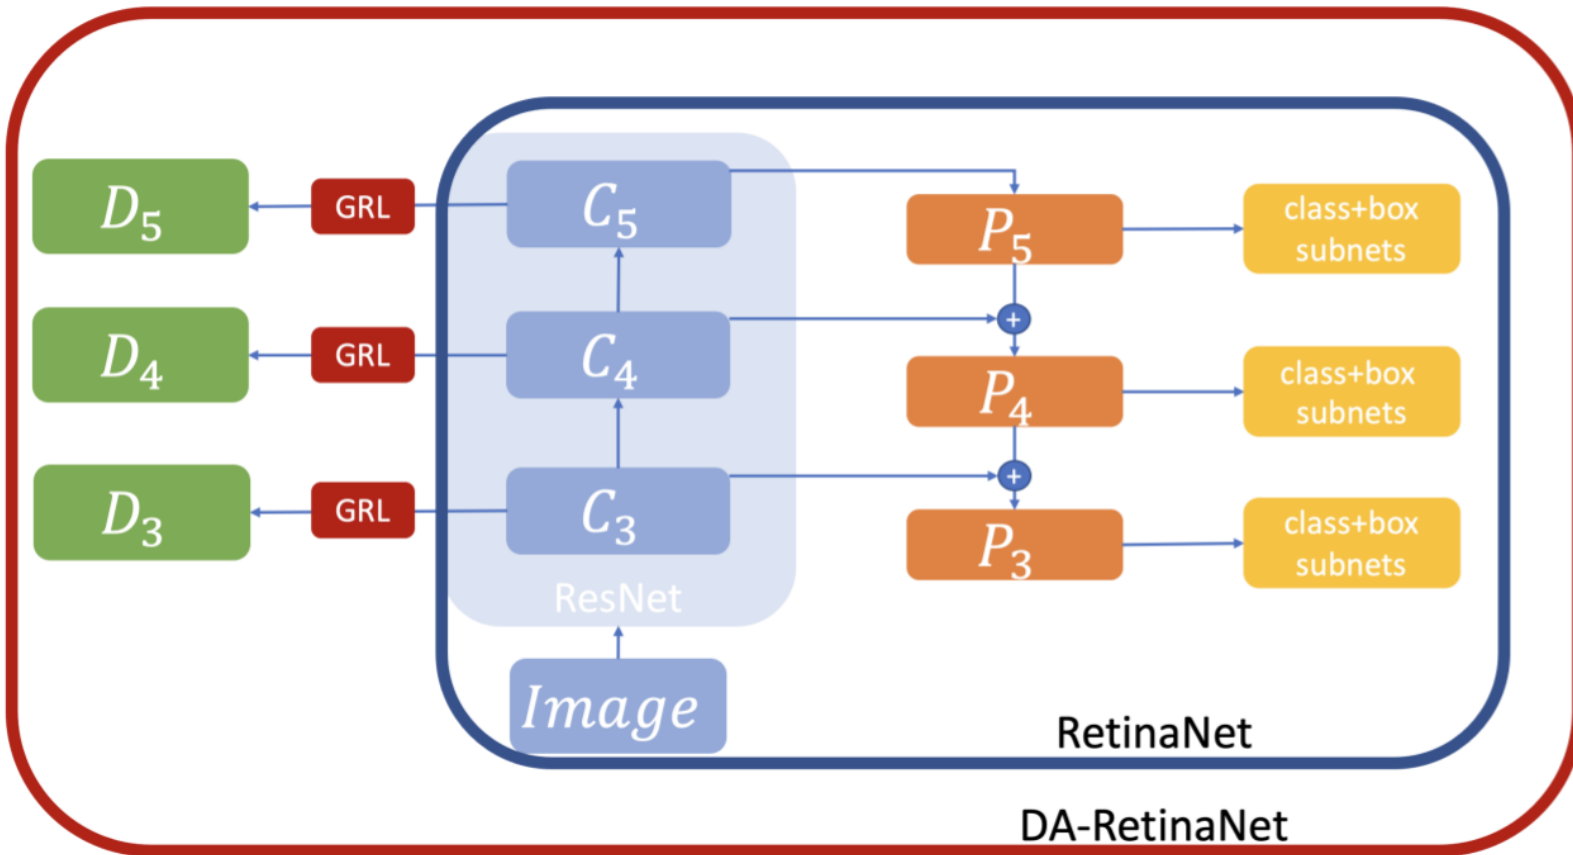 D₅
GRL
C₅
P₅
class+box
subnets
D₄
GRL
C₄
+
P₄
class+box
subnets
D₃
GRL
C₃
+
P₃
class+box
subnets
ResNet
Image
RetinaNet
DA-RetinaNet